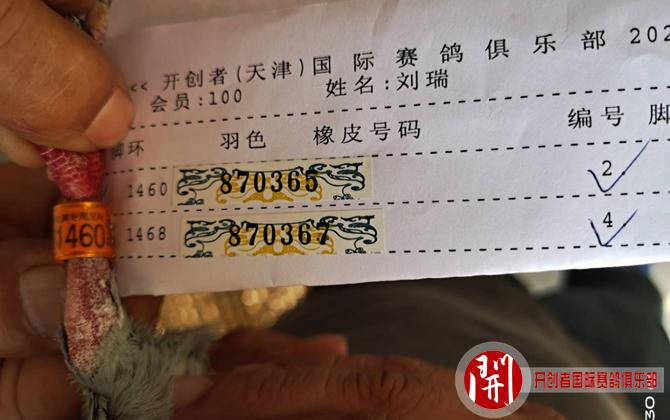 << 开创者(天津)国际赛鸽俱乐部 202
会员:100 姓名:刘瑞
脚环 羽色 橡皮号码 编号 脚
1460 870365 2
1468 870367 4
1460
開 开创者国际赛鸽俱乐部